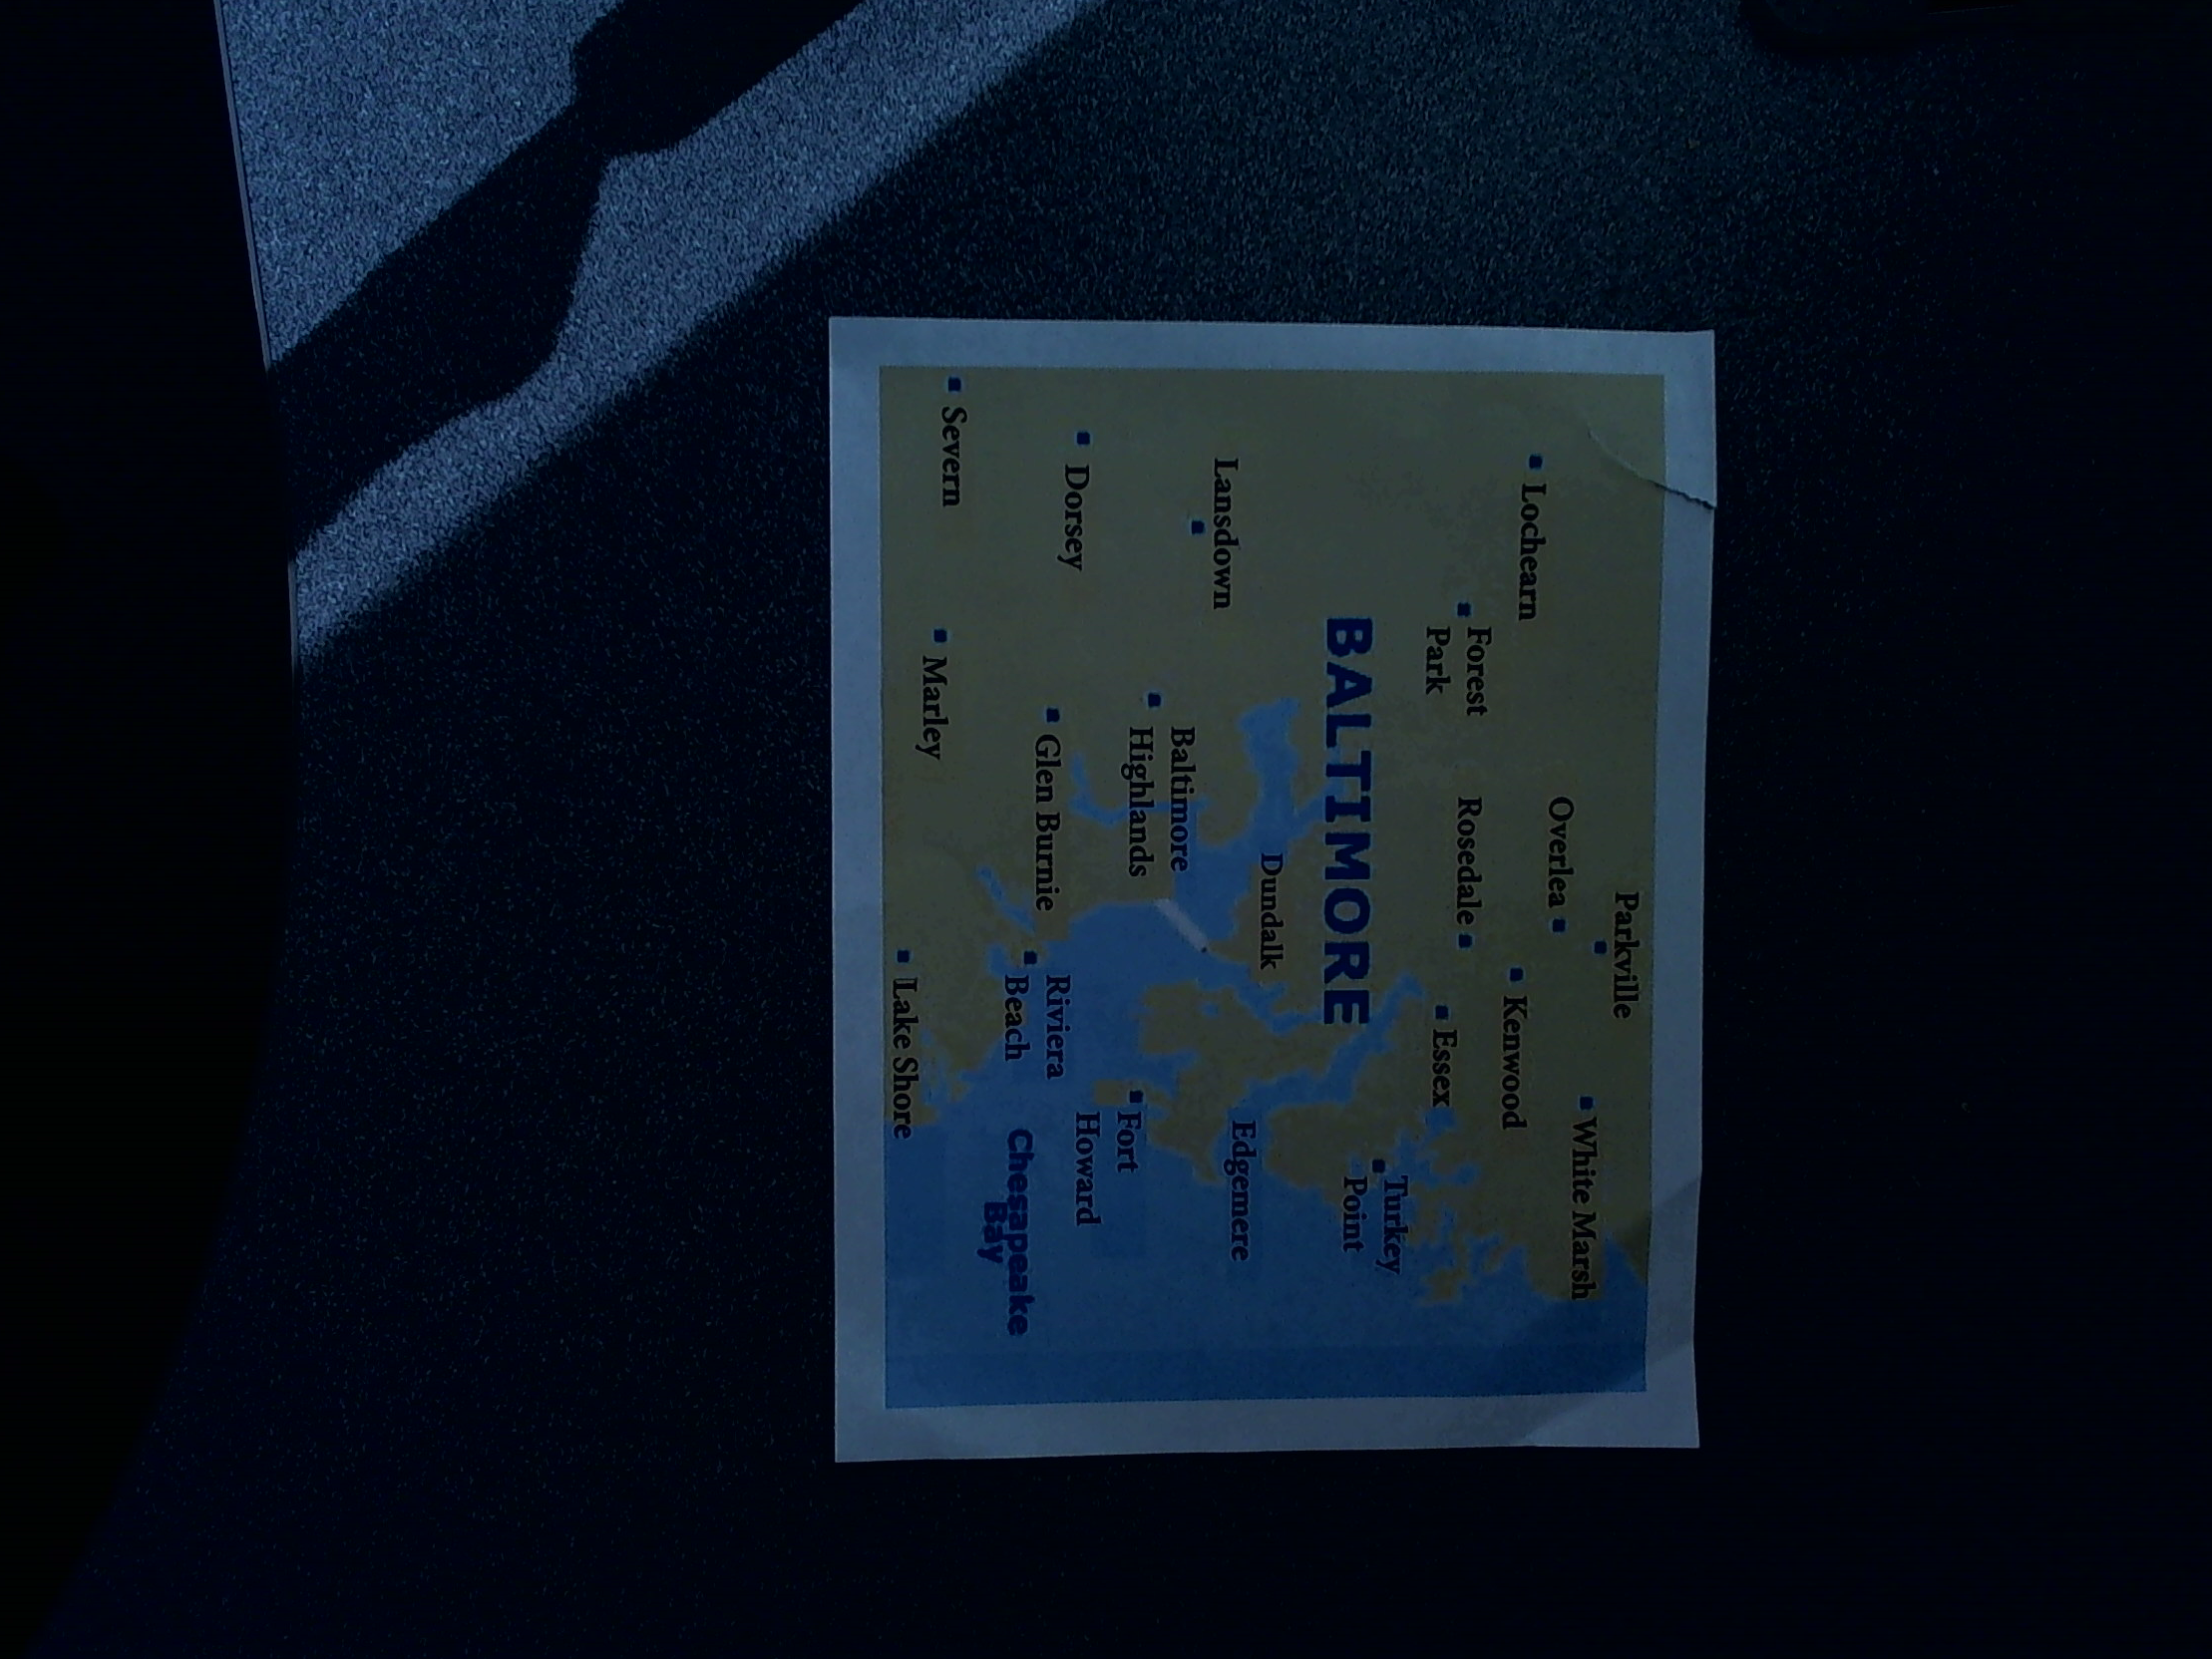 Parkville
White Marsh
Overlea
Lochearn
Kenwood
Forest
Park
Rosedale
Essex
Turkey
Point
BALTIMORE
Dundalk
Edgemere
Lansdown
Baltimore
Highlands
Fort
Howard
Dorsey
Glen Burnie
Riviera
Beach
Chesapeake
Bay
Severn
Marley
Lake Shore